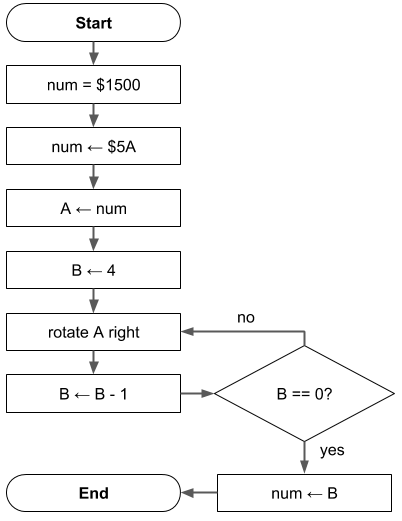 Start
num = $1500
num ← $5A
A ← num
B ← 4
rotate A right
no
B ← B - 1
B == 0?
yes
num ← B
End